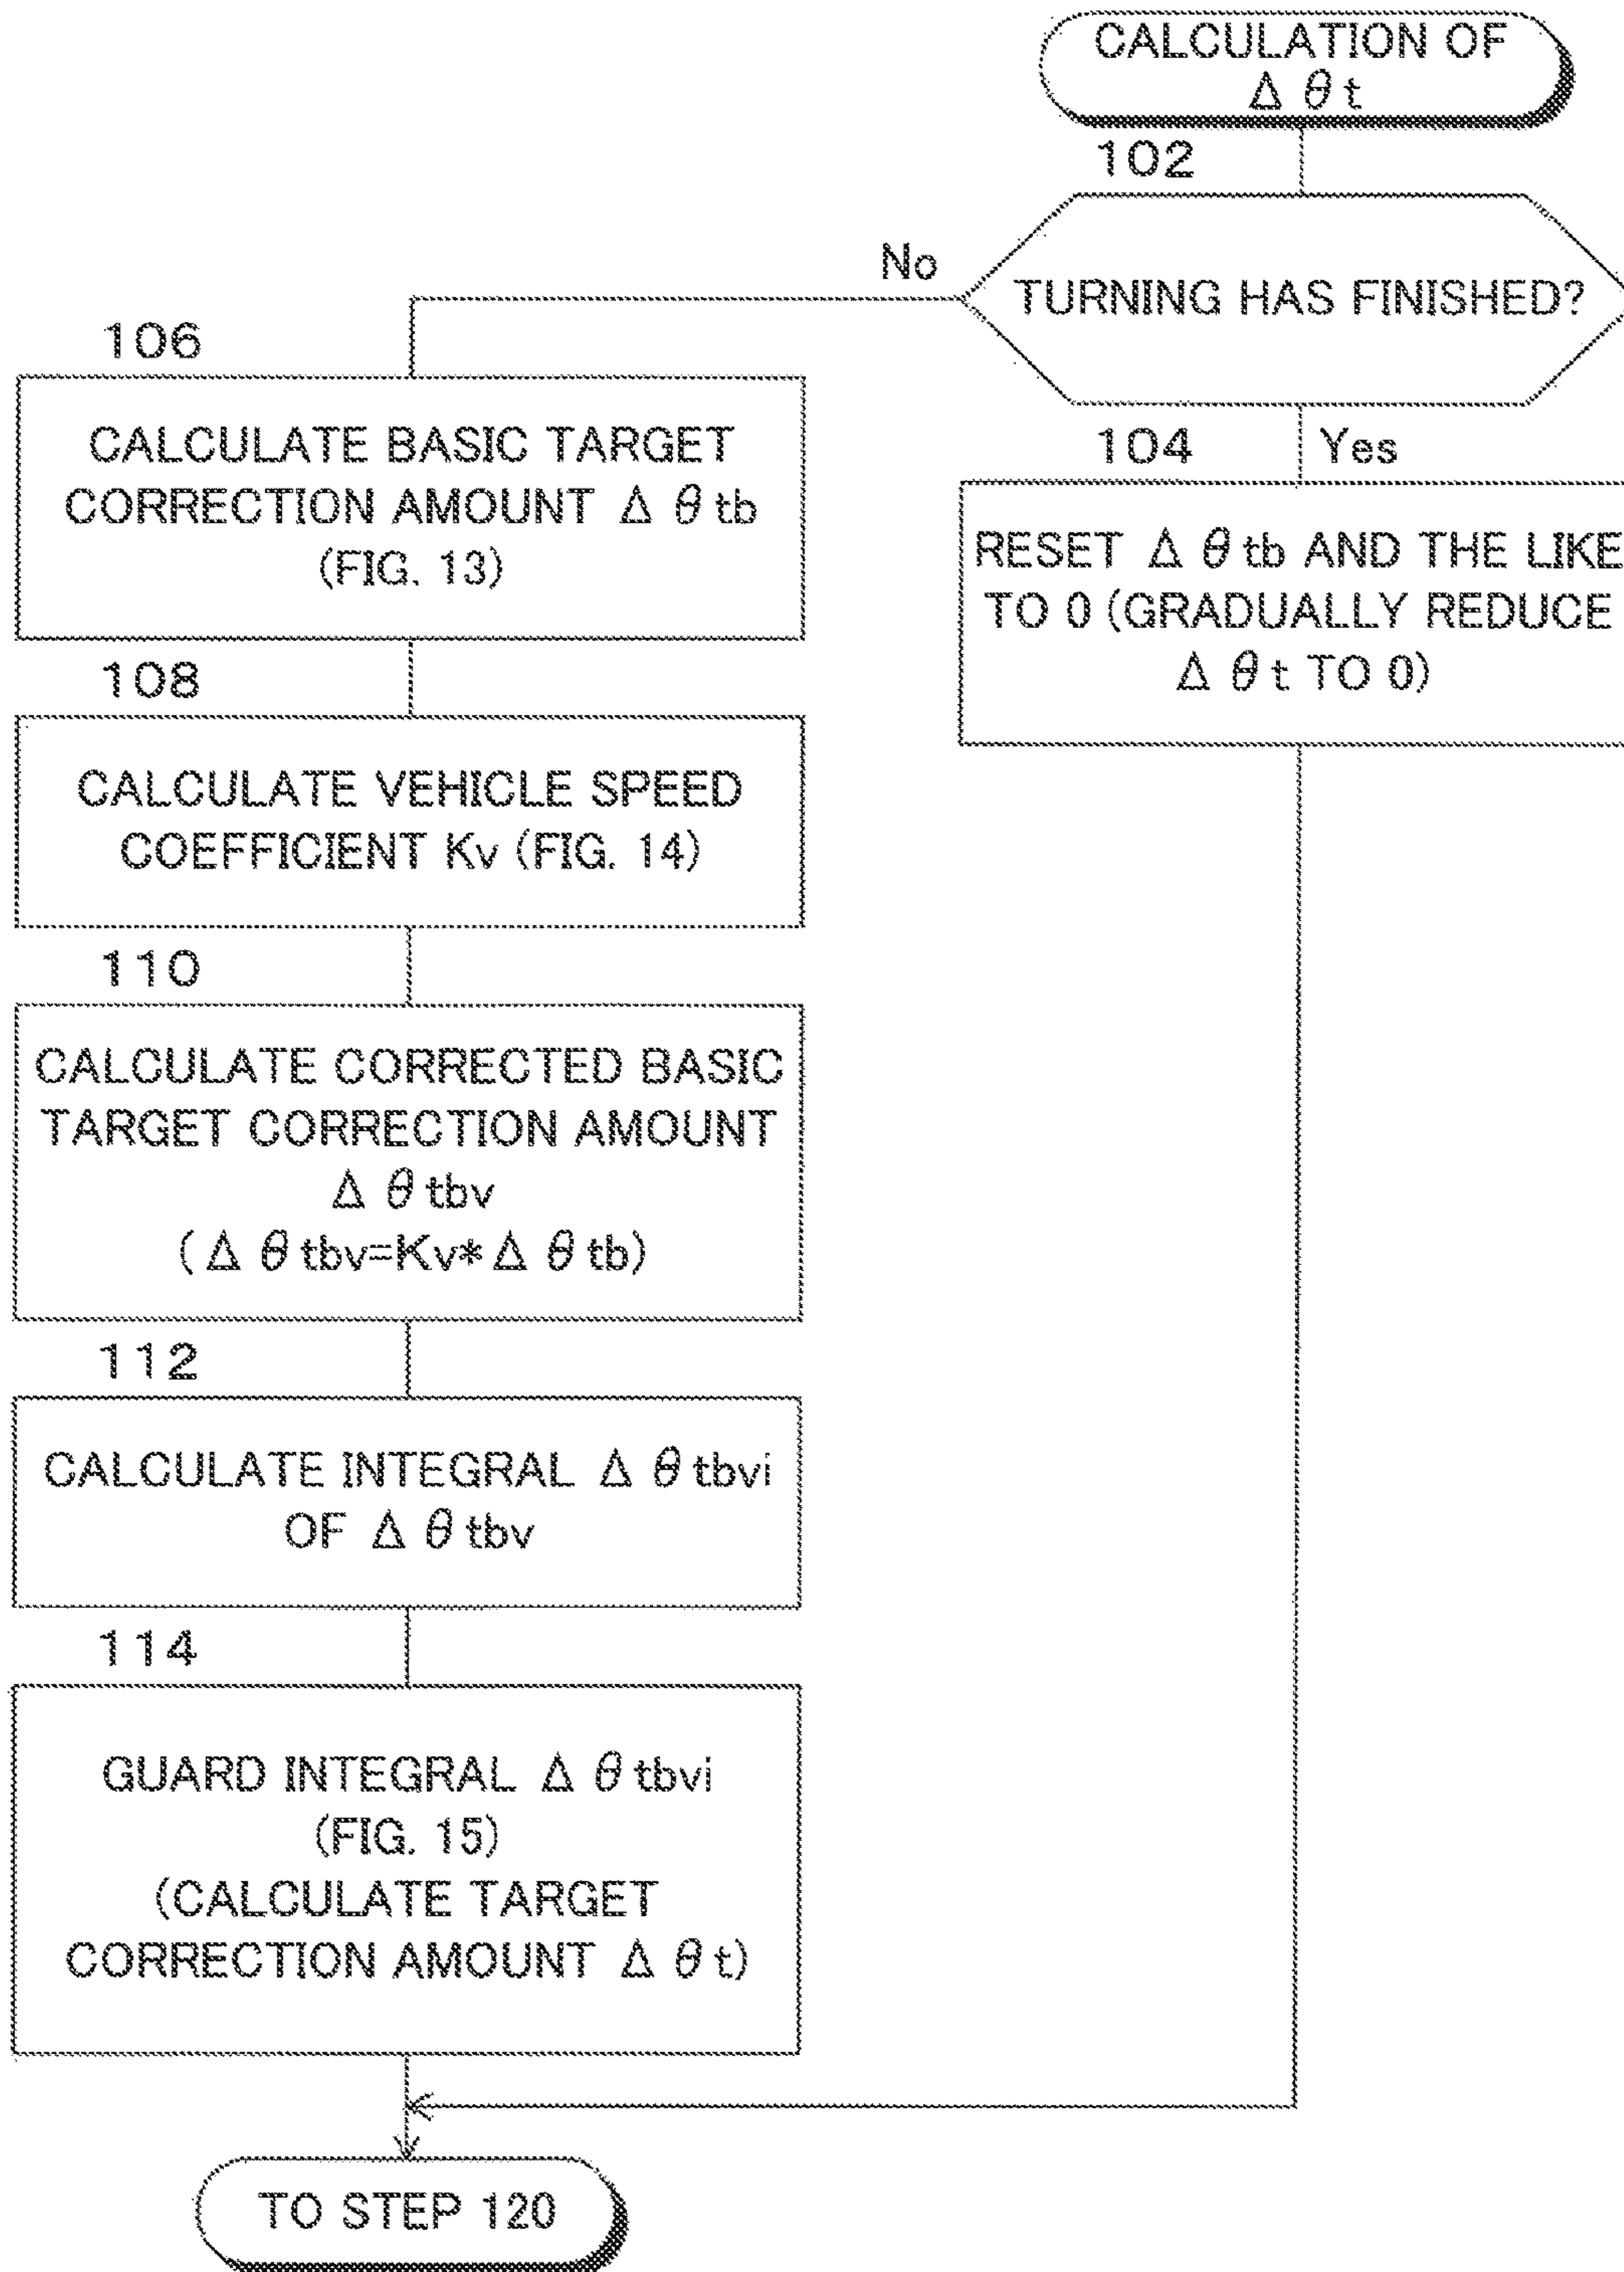 CALCULATION OF
Δ θ t
102
TURNING HAS FINISHED?
No
104
Yes
RESET Δ θ tb AND THE LIKE
TO 0 (GRADUALLY REDUCE
Δ θ t TO 0)
106
CALCULATE BASIC TARGET
CORRECTION AMOUNT Δ θ tb
(FIG. 13)
108
CALCULATE VEHICLE SPEED
COEFFICIENT Kv (FIG. 14)
110
CALCULATE CORRECTED BASIC
TARGET CORRECTION AMOUNT
Δ θ tbv
( Δ θ tbv=Kv* Δ θ tb)
112
CALCULATE INTEGRAL Δ θ tbvi
OF Δ θ tbv
114
GUARD INTEGRAL Δ θ tbvi
(FIG. 15)
(CALCULATE TARGET
CORRECTION AMOUNT Δ θ t)
TO STEP 120